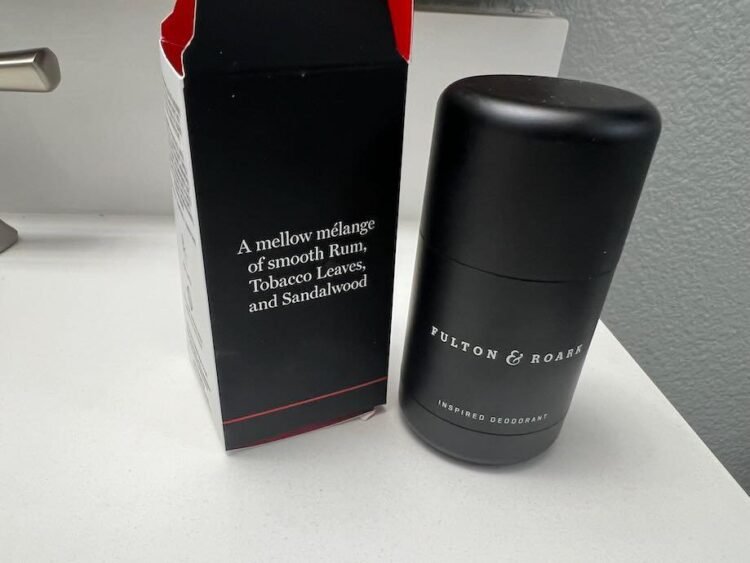 A mellow mélange
of smooth Rum,
Tobacco Leaves,
and Sandalwood
FULTON & ROARK
INSPIRED DEODORANT